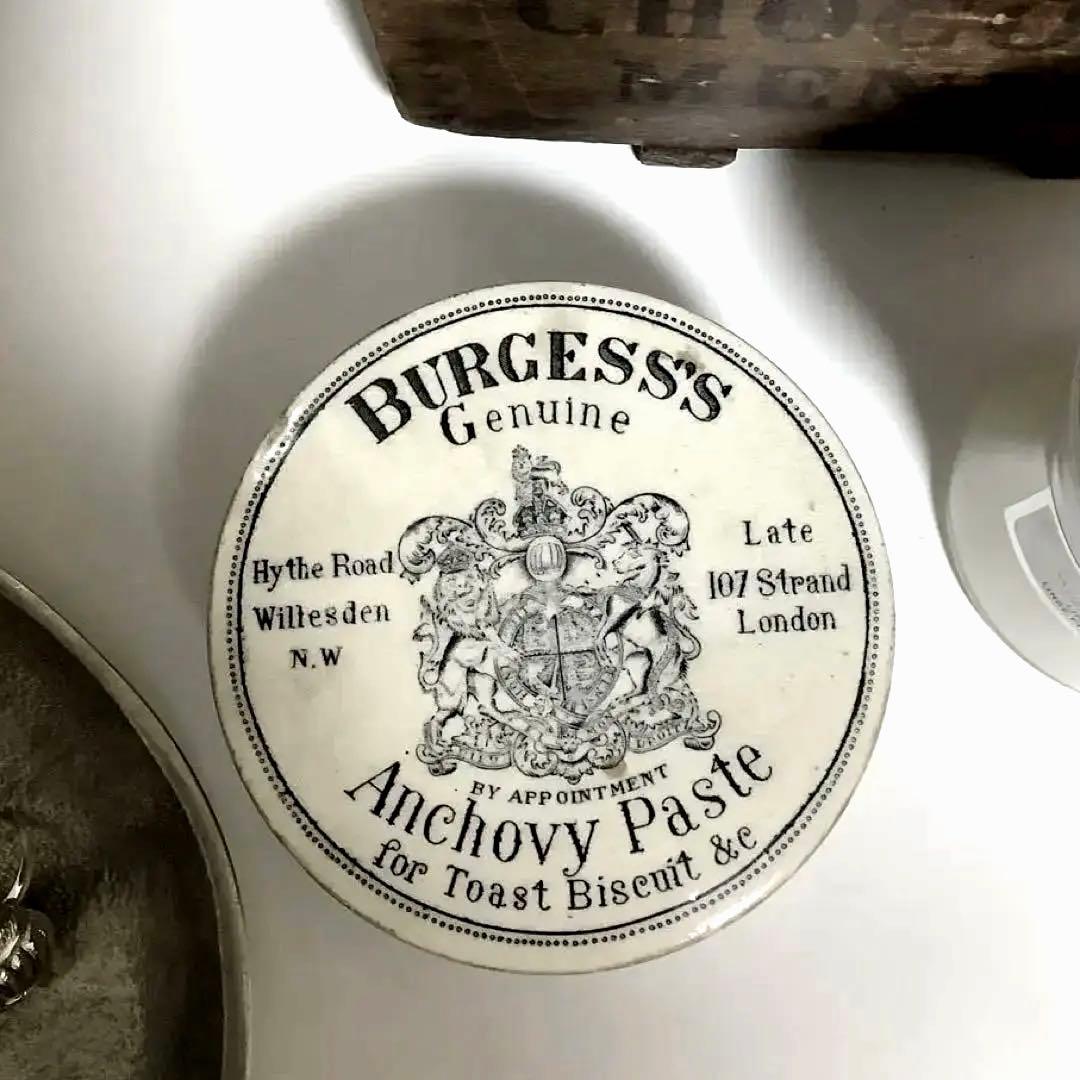 BURGESS'S
Genuine
Hythe Road
Willesden
N.W
Late
107 Strand
London
BY APPOINTMENT
Anchovy Paste
for Toast Biscuit &c